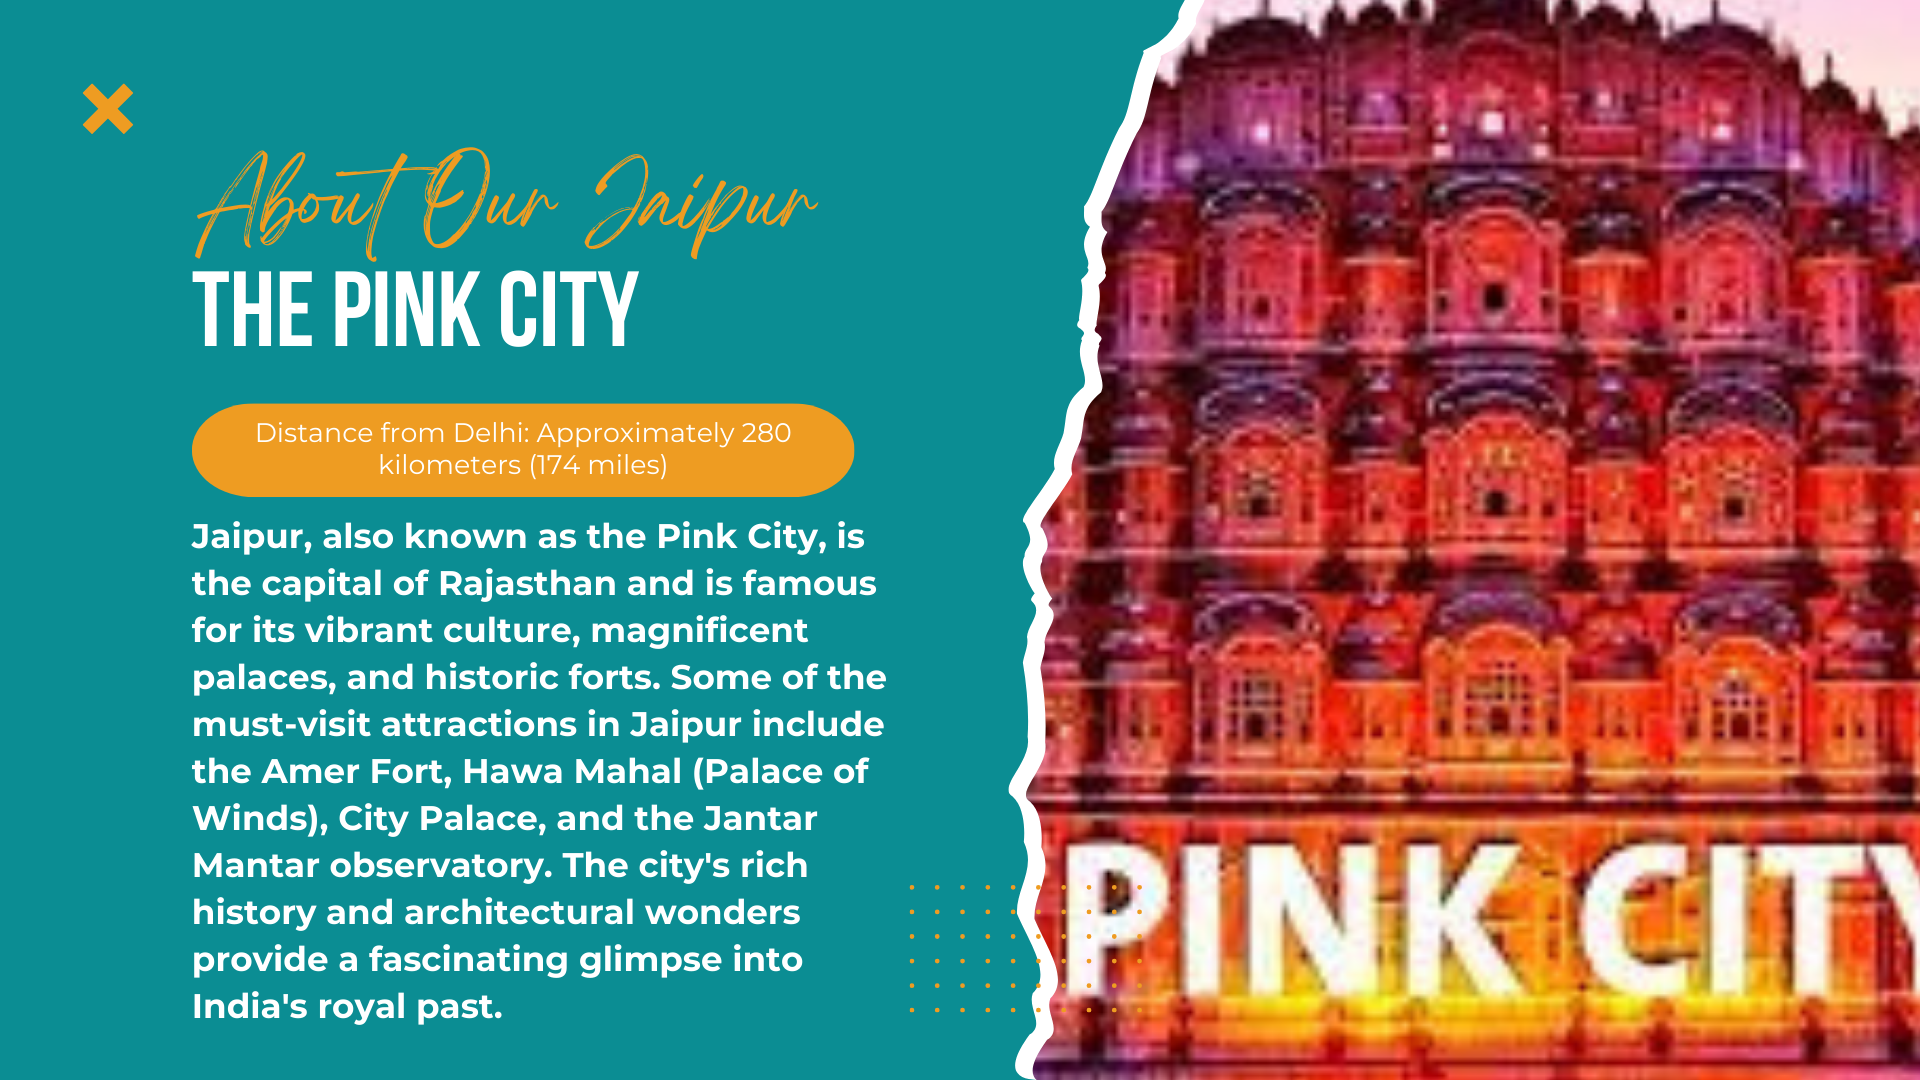 About Our Jaipur
THE PINK CITY
Distance from Delhi: Approximately 280
kilometers (174 miles)
Jaipur, also known as the Pink City, is
the capital of Rajasthan and is famous
for its vibrant culture, magnificent
palaces, and historic forts. Some of the
must-visit attractions in Jaipur include
the Amer Fort, Hawa Mahal (Palace of
Winds), City Palace, and the Jantar
Mantar observatory. The city's rich
history and architectural wonders
provide a fascinating glimpse into
India's royal past.
PINK CITY